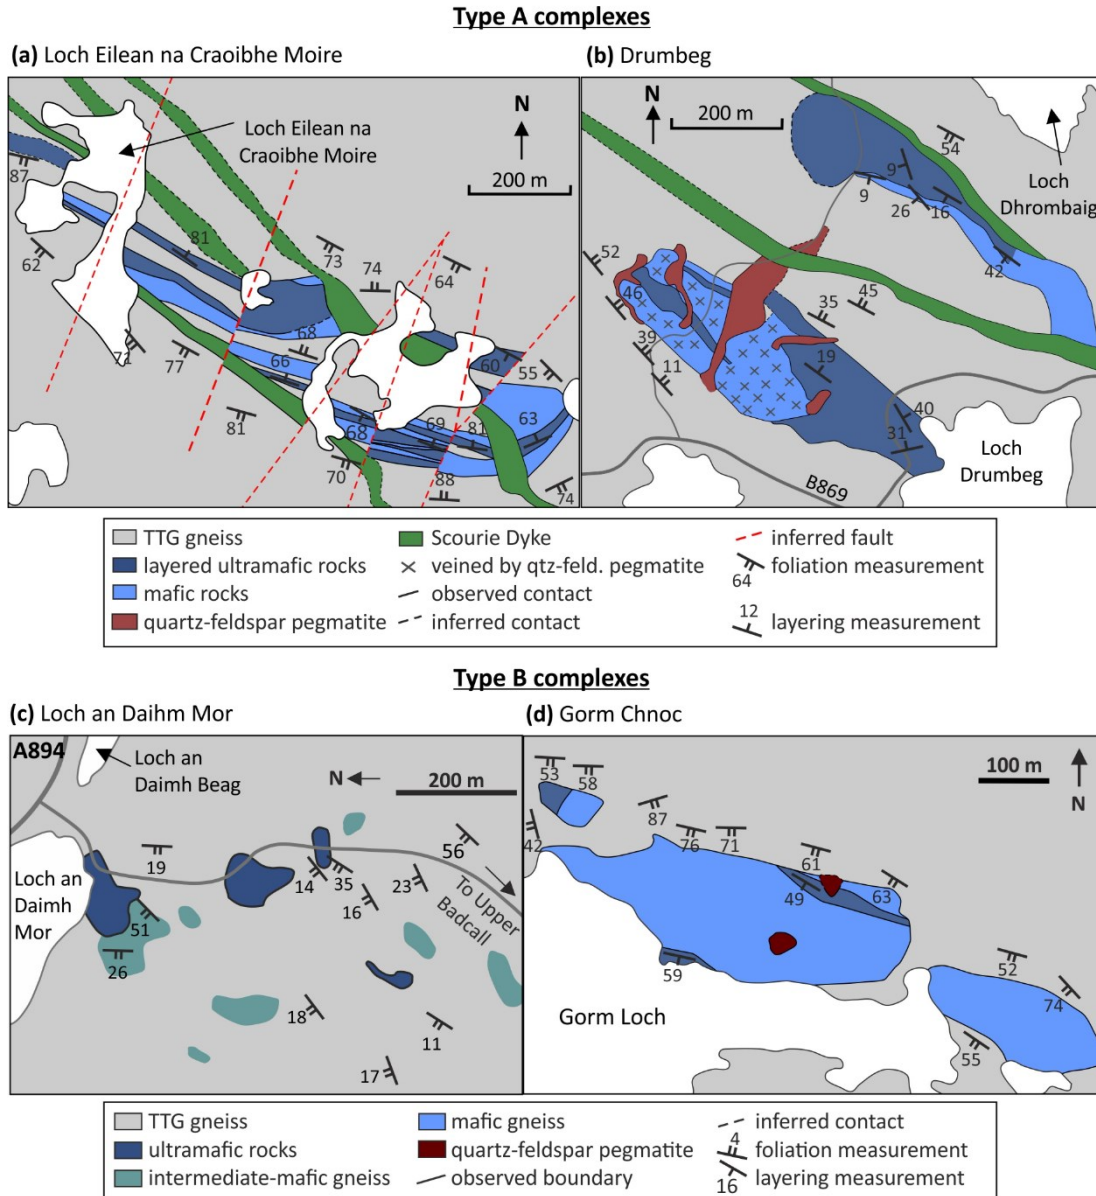 Type A complexes
(a) Loch Eilean na Craoibhe Moire
(b) Drumbeg
Loch Eilean na
Craoibhe Moire
N
200 m
87
62
81
73
74
64
71
77
68
66
60
55
81
68
69
81
63
70
88
74
N
200 m
54
Loch
Dhrombaig
9
9
26
16
42
52
46
39
11
35
45
19
40
31
Loch
Drumbeg
B869
TTG gneiss
layered ultramafic rocks
mafic rocks
quartz-feldspar pegmatite
Scourie Dyke
veined by qtz-feld. pegmatite
observed contact
inferred contact
inferred fault
foliation measurement
64
12
layering measurement
Type B complexes
(c) Loch an Daihm Mor
(d) Gorm Chnoc
A894
Loch an
Daimh Beag
N
200 m
19
56
Loch an
Daimh
Mor
14
35
23
16
To Upper
Badcall
51
26
18
11
17
53
58
100 m
N
42
87
76
71
61
49
63
59
52
74
55
Gorm Loch
TTG gneiss
ultramafic rocks
intermediate-mafic gneiss
mafic gneiss
quartz-feldspar pegmatite
observed boundary
inferred contact
4
foliation measurement
layering measurement
16